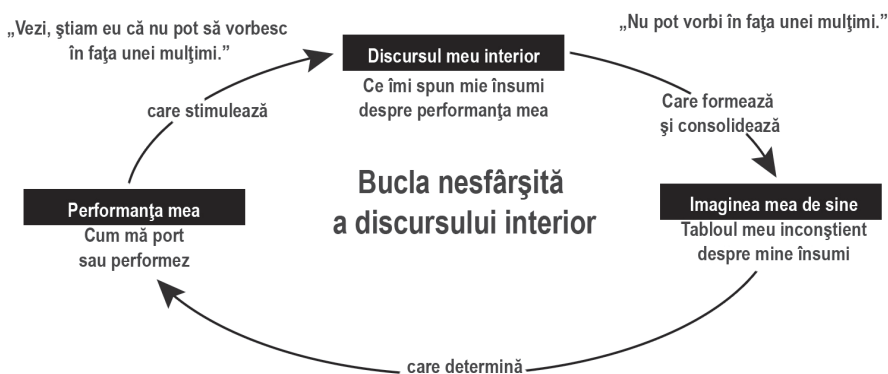 „Vezi, ştiam eu că nu pot să vorbesc
în faţa unei mulţimi.”
„Nu pot vorbi în faţa unei mulţimi.”
Discursul meu interior
Ce îmi spun mie însumi
despre performanţa mea
care stimulează
Care formează
şi consolidează
Bucla nesfârşită
a discursului interior
Performanţa mea
Cum mă port
sau performez
Imaginea mea de sine
Tabloul meu inconştient
despre mine însumi
care determină